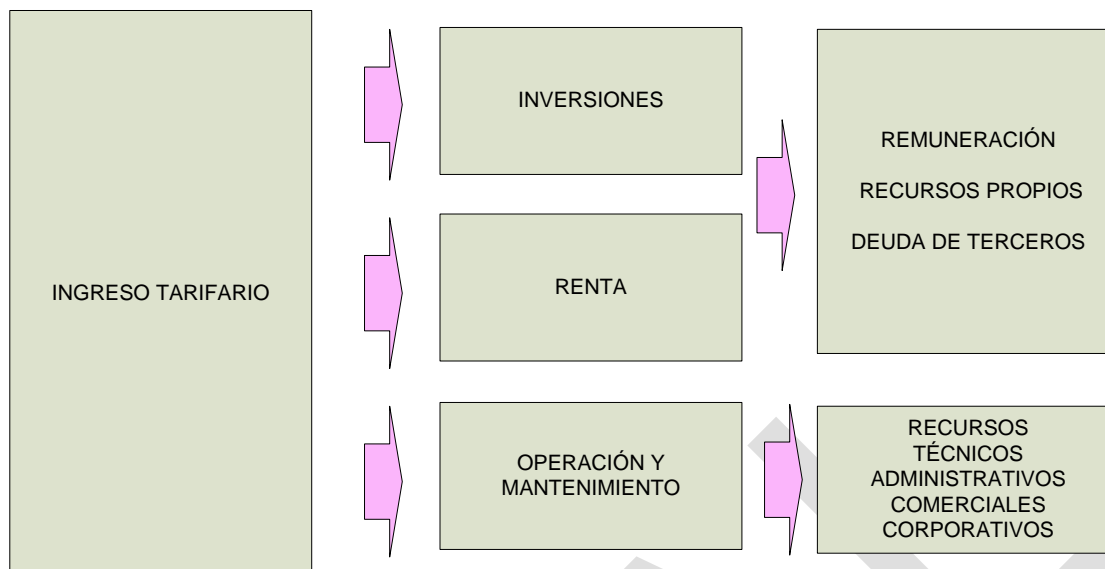 INGRESO TARIFARIO
INVERSIONES
RENTA
OPERACIÓN Y
MANTENIMIENTO
REMUNERACIÓN
RECURSOS PROPIOS
DEUDA DE TERCEROS
RECURSOS
TÉCNICOS
ADMINISTRATIVOS
COMERCIALES
CORPORATIVOS